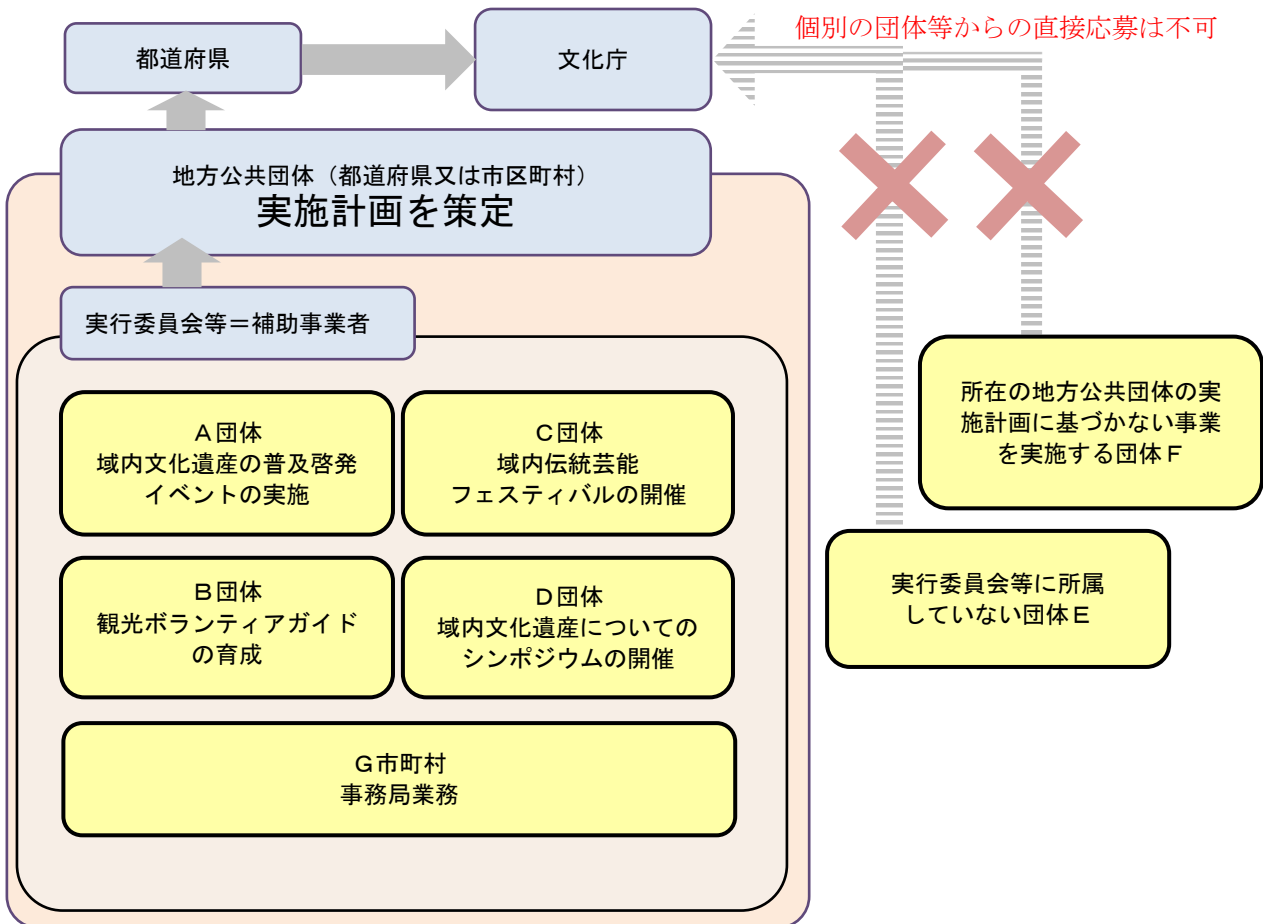 個別の団体等からの直接応募は不可
都道府県
文化庁
地方公共団体（都道府県又は市区町村）
実施計画を策定
実行委員会等＝補助事業者
Ａ団体
域内文化遺産の普及啓発
イベントの実施
Ｃ団体
域内伝統芸能
フェスティバルの開催
Ｂ団体
観光ボランティアガイド
の育成
Ｄ団体
域内文化遺産についての
シンポジウムの開催
Ｇ市町村
事務局業務
所在の地方公共団体の実
施計画に基づかない事業
を実施する団体Ｆ
実行委員会等に所属
していない団体Ｅ